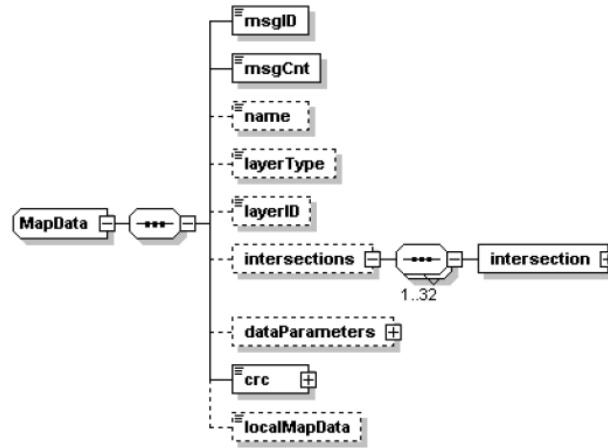 msgID
msgCnt
name
layerType
layerID
MapData
intersections
intersection
1..32
dataParameters
crc
localMapData